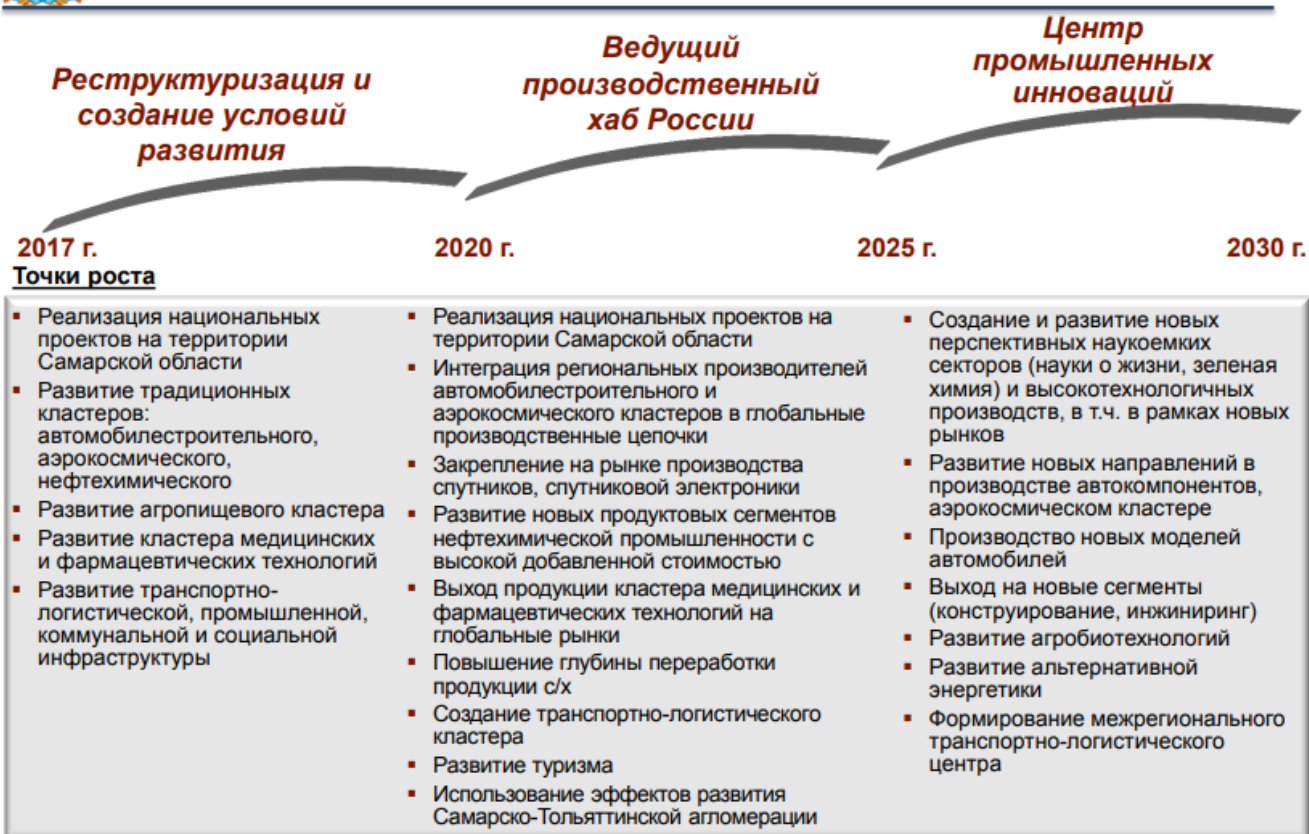 Реструктуризация и
создание условий
развития
Ведущий
производственный
хаб России
Центр
промышленных
инноваций
2017 г.
2020 г.
2025 г.
2030 г.
Точки роста
▪ Реализация национальных
проектов на территории
Самарской области
▪ Развитие традиционных
кластеров:
автомобилестроительного,
аэрокосмического,
нефтехимического
▪ Развитие агропищевого кластера
▪ Развитие кластера медицинских
и фармацевтических технологий
▪ Развитие транспортно-
логистической, промышленной,
коммунальной и социальной
инфраструктуры
▪ Реализация национальных проектов на
территории Самарской области
▪ Интеграция региональных производителей
автомобилестроительного и
аэрокосмического кластеров в глобальные
производственные цепочки
▪ Закрепление на рынке производства
спутников, спутниковой электроники
▪ Развитие новых продуктовых сегментов
нефтехимической промышленности с
высокой добавленной стоимостью
▪ Выход продукции кластера медицинских и
фармацевтических технологий на
глобальные рынки
▪ Повышение глубины переработки
продукции с/х
▪ Создание транспортно-логистического
кластера
▪ Развитие туризма
▪ Использование эффектов развития
Самарско-Тольяттинской агломерации
▪ Создание и развитие новых
перспективных наукоемких
секторов (науки о жизни, зеленая
химия) и высокотехнологичных
производств, в т.ч. в рамках новых
рынков
▪ Развитие новых направлений в
производстве автокомпонентов,
аэрокосмическом кластере
▪ Производство новых моделей
автомобилей
▪ Выход на новые сегменты
(конструирование, инжиниринг)
▪ Развитие агробиотехнологий
▪ Развитие альтернативной
энергетики
▪ Формирование межрегионального
транспортно-логистического
центра